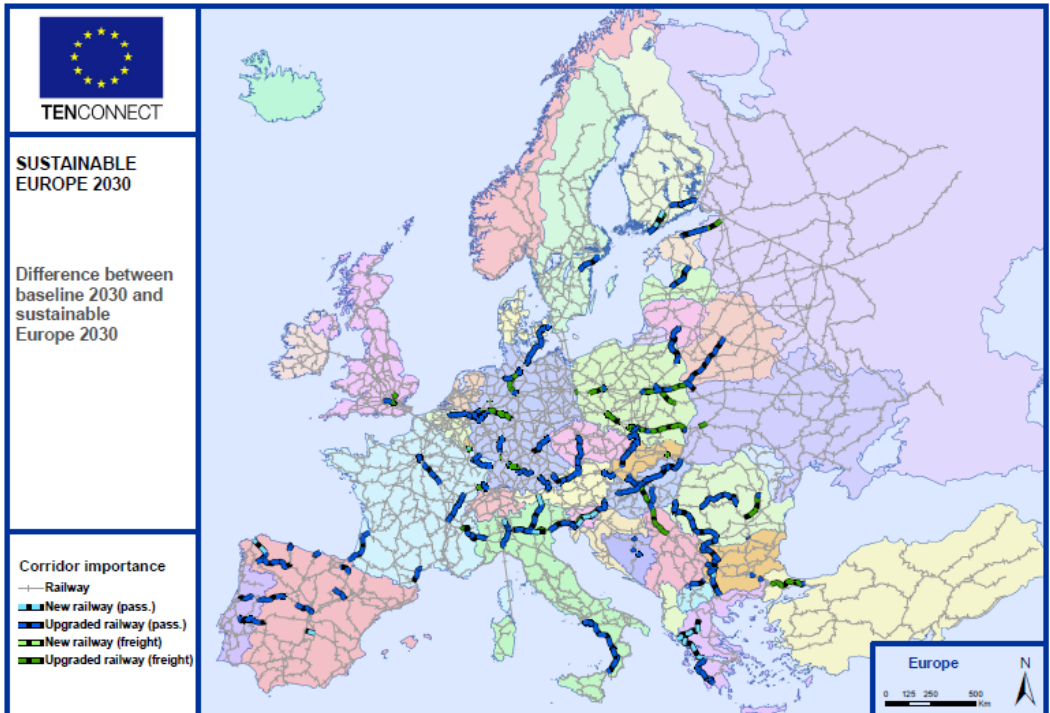 TENCONNECT
SUSTAINABLE
EUROPE 2030
Difference between
baseline 2030 and
sustainable
Europe 2030
Corridor importance
Railway
New railway (pass.)
Upgraded railway (pass.)
New railway (freight)
Upgraded railway (freight)
Europe
N
0 125 250 500
Km